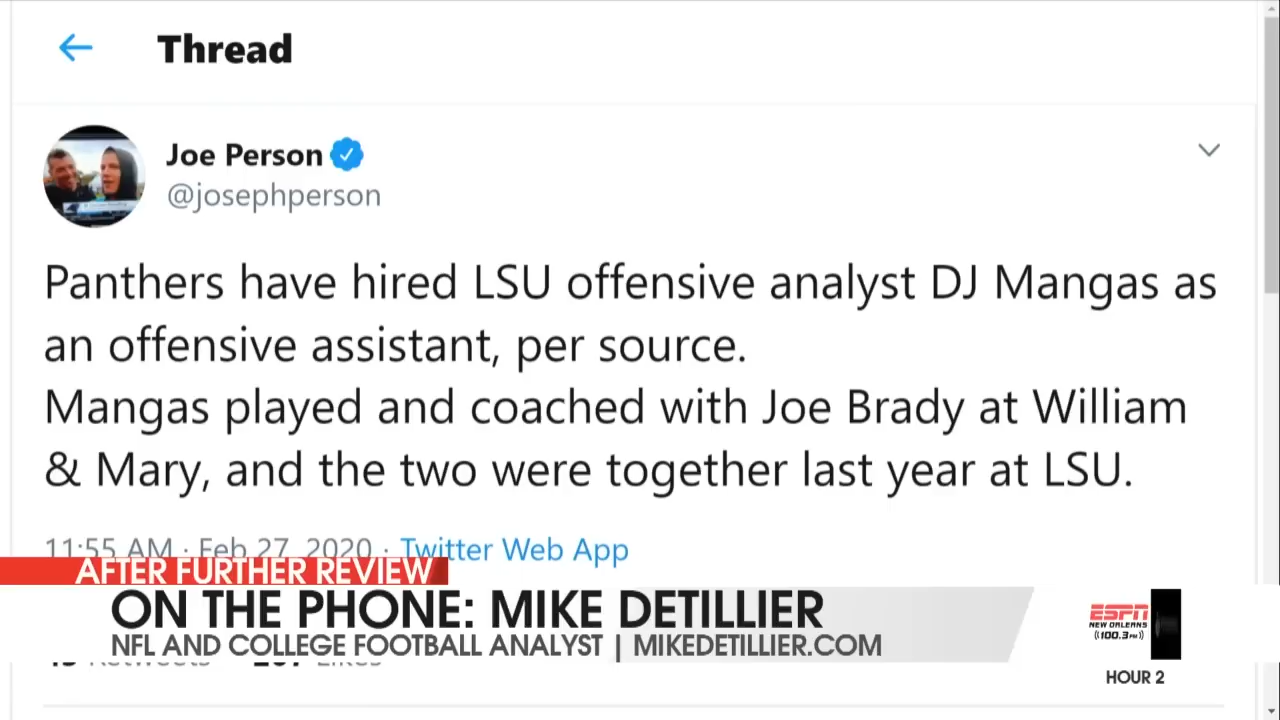 Thread
Joe Person
@josephperson
Panthers have hired LSU offensive analyst DJ Mangas as
an offensive assistant, per source.
Mangas played and coached with Joe Brady at William
& Mary, and the two were together last year at LSU.
11:55 AM · Feb 27, 2020 · Twitter Web App
AFTER FURTHER REVIEW
ON THE PHONE: MIKE DETILLIER
NFL AND COLLEGE FOOTBALL ANALYST | MIKEDETILLIER.COM
Retweets Likes
ESPN
NEW ORLEANS
((100.3 FM))
HOUR 2